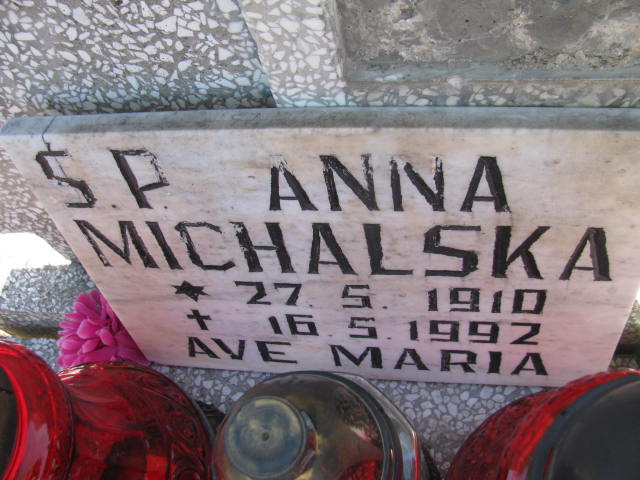 S.P. ANNA
MICHALSKA
★ 27. 5. 1910
✝ 16.5.1992
AVE MARIA